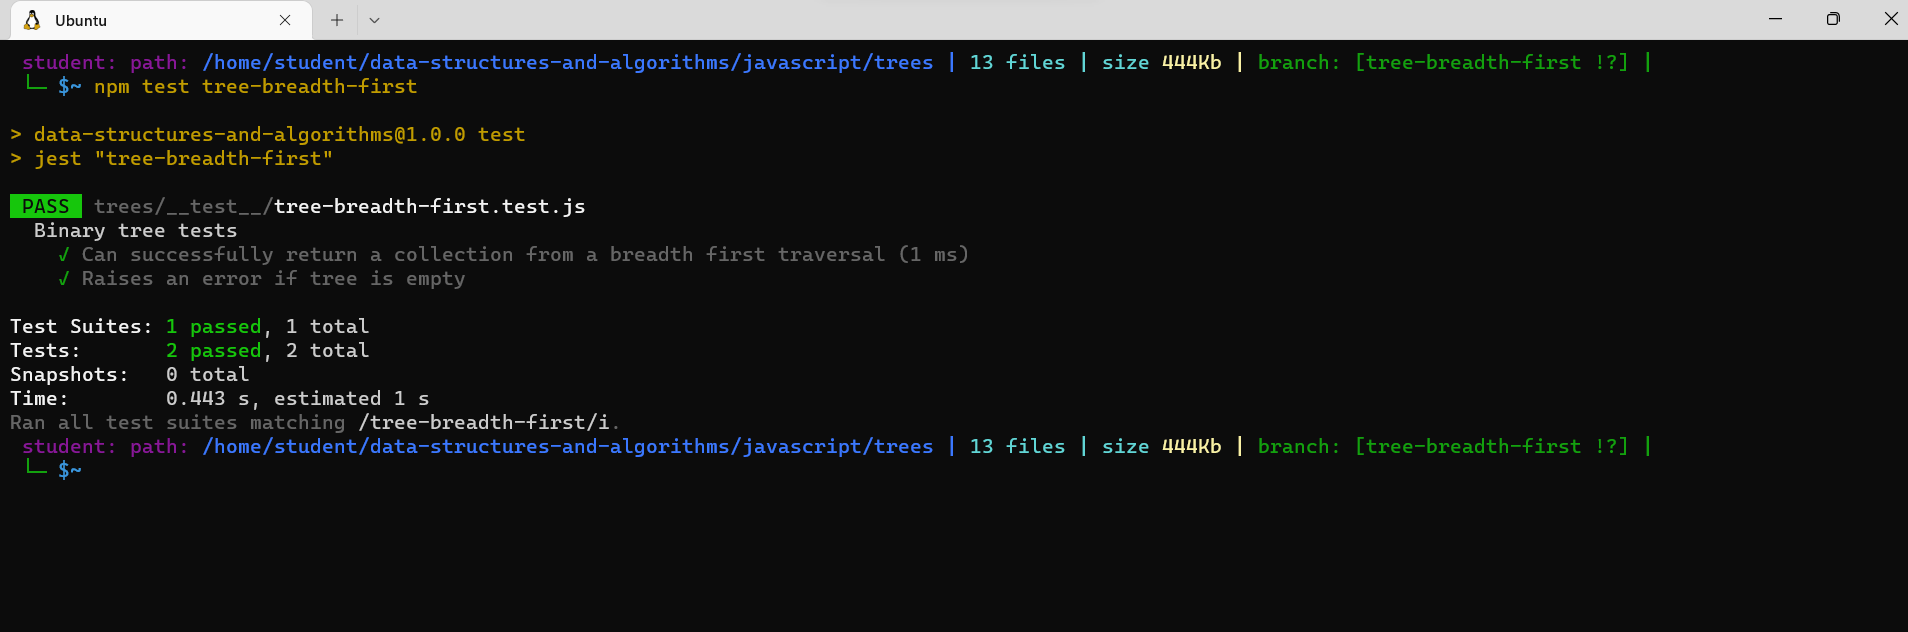 Ubuntu
student: path: /home/student/data-structures-and-algorithms/javascript/trees | 13 files | size 444Kb | branch: [tree-breadth-first !?] |
└─ $~ npm test tree-breadth-first
> data-structures-and-algorithms@1.0.0 test
> jest "tree-breadth-first"
PASS trees/__test__/tree-breadth-first.test.js
Binary tree tests
√ Can successfully return a collection from a breadth first traversal (1 ms)
√ Raises an error if tree is empty
Test Suites: 1 passed, 1 total
Tests: 2 passed, 2 total
Snapshots: 0 total
Time: 0.443 s, estimated 1 s
Ran all test suites matching /tree-breadth-first/i.
student: path: /home/student/data-structures-and-algorithms/javascript/trees | 13 files | size 444Kb | branch: [tree-breadth-first !?] |
└─ $~